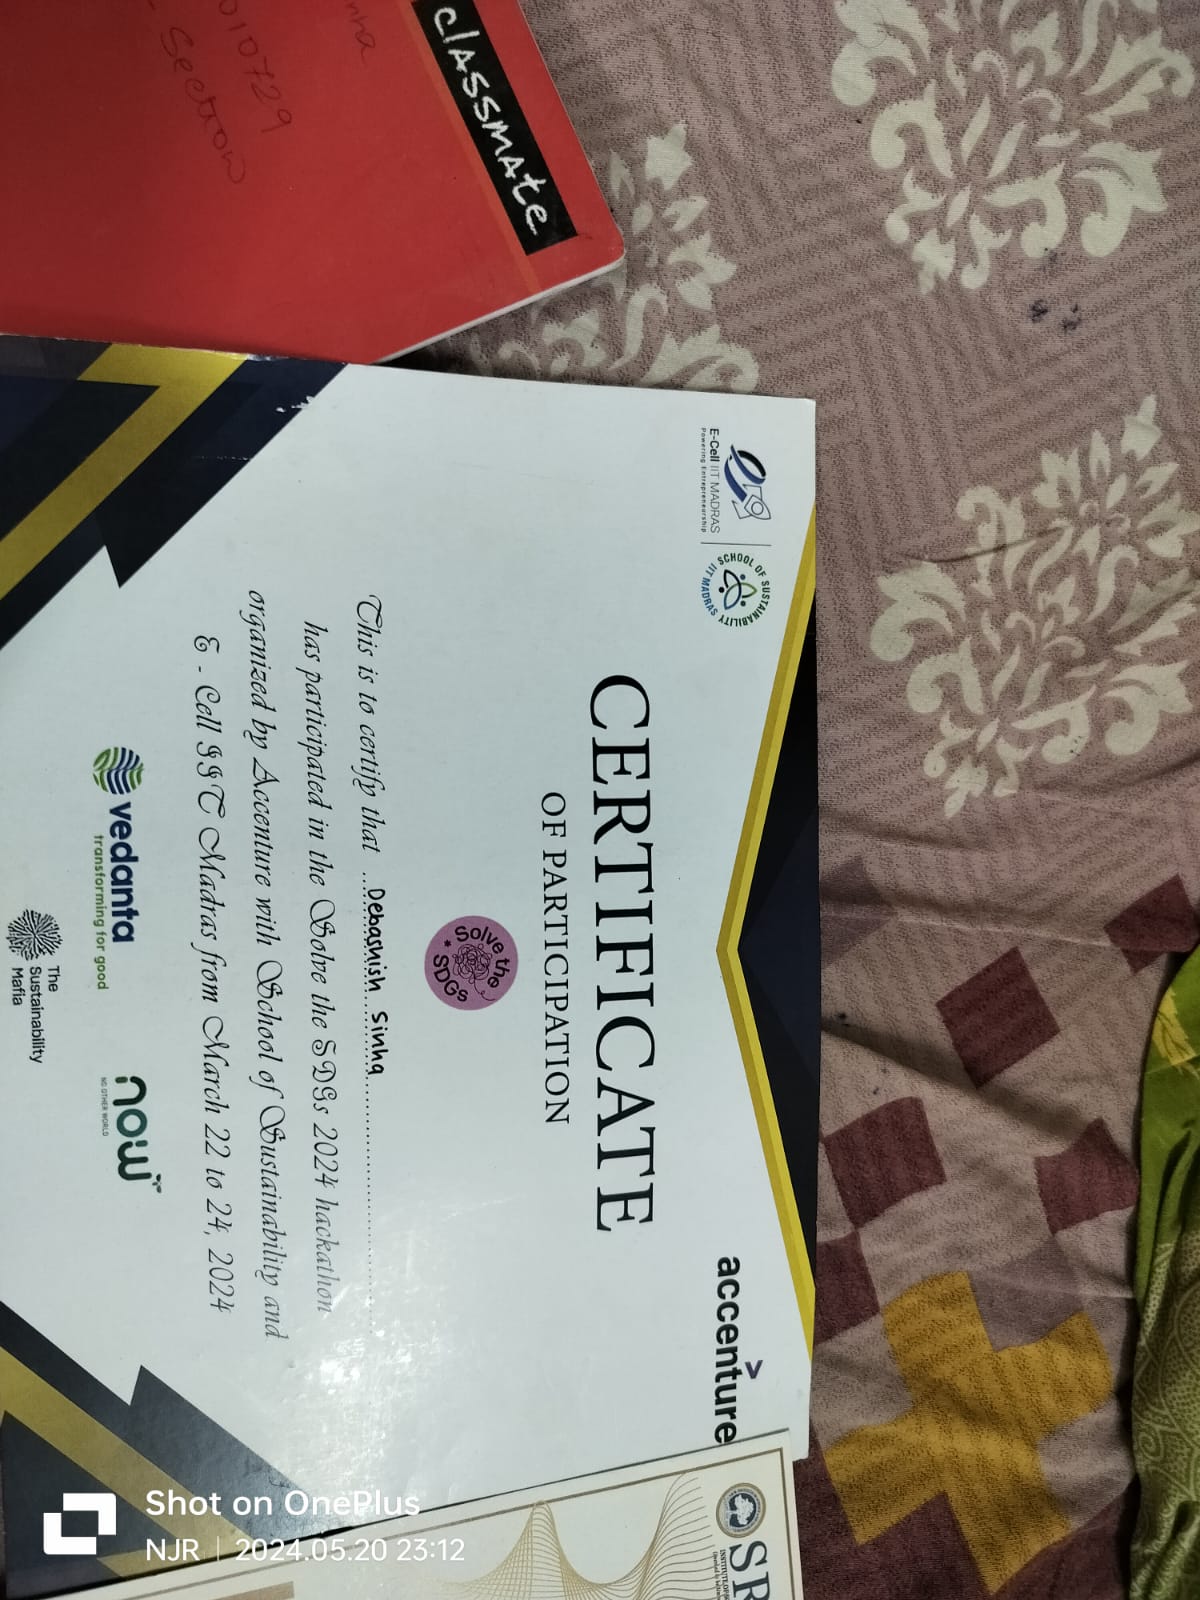 classmate
nha
010729
Section
E-Cell IIT MADRAS
Powering Entrepreneurship
SCHOOL OF SUSTAINABILITY
IIT MADRAS
accenture
CERTIFICATE
OF PARTICIPATION
Solve the
SDGs
This is to certify that ...Debashish Sinha
has participated in the Solve the SDGs 2024 hackathon
organized by Accenture with School of Sustainability and
E - Cell IIT Madras from March 22 to 24, 2024
vedanta
transforming for good
now
NO OTHER WORLD
The
Sustainability
Mafia
SR
Shot on OnePlus
NJR | 2024.05.20 23:12